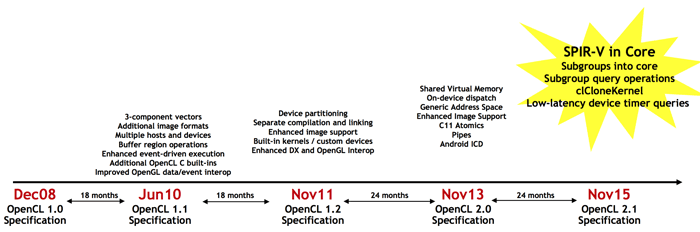 SPIR-V in Core
Subgroups into core
Subgroup query operations
clCloneKernel
Low-latency device timer queries
Shared Virtual Memory
On-device dispatch
Generic Address Space
Enhanced Image Support
C11 Atomics
Pipes
Android ICD
Device partitioning
Separate compilation and linking
Enhanced image support
Built-in kernels / custom devices
Enhanced DX and OpenGL Interop
3-component vectors
Additional image formats
Multiple hosts and devices
Buffer region operations
Enhanced event-driven execution
Additional OpenCL C built-ins
Improved OpenGL data/event interop
Dec08
18 months
Jun10
18 months
Nov11
24 months
Nov13
24 months
Nov15
OpenCL 1.0
Specification
OpenCL 1.1
Specification
OpenCL 1.2
Specification
OpenCL 2.0
Specification
OpenCL 2.1
Specification